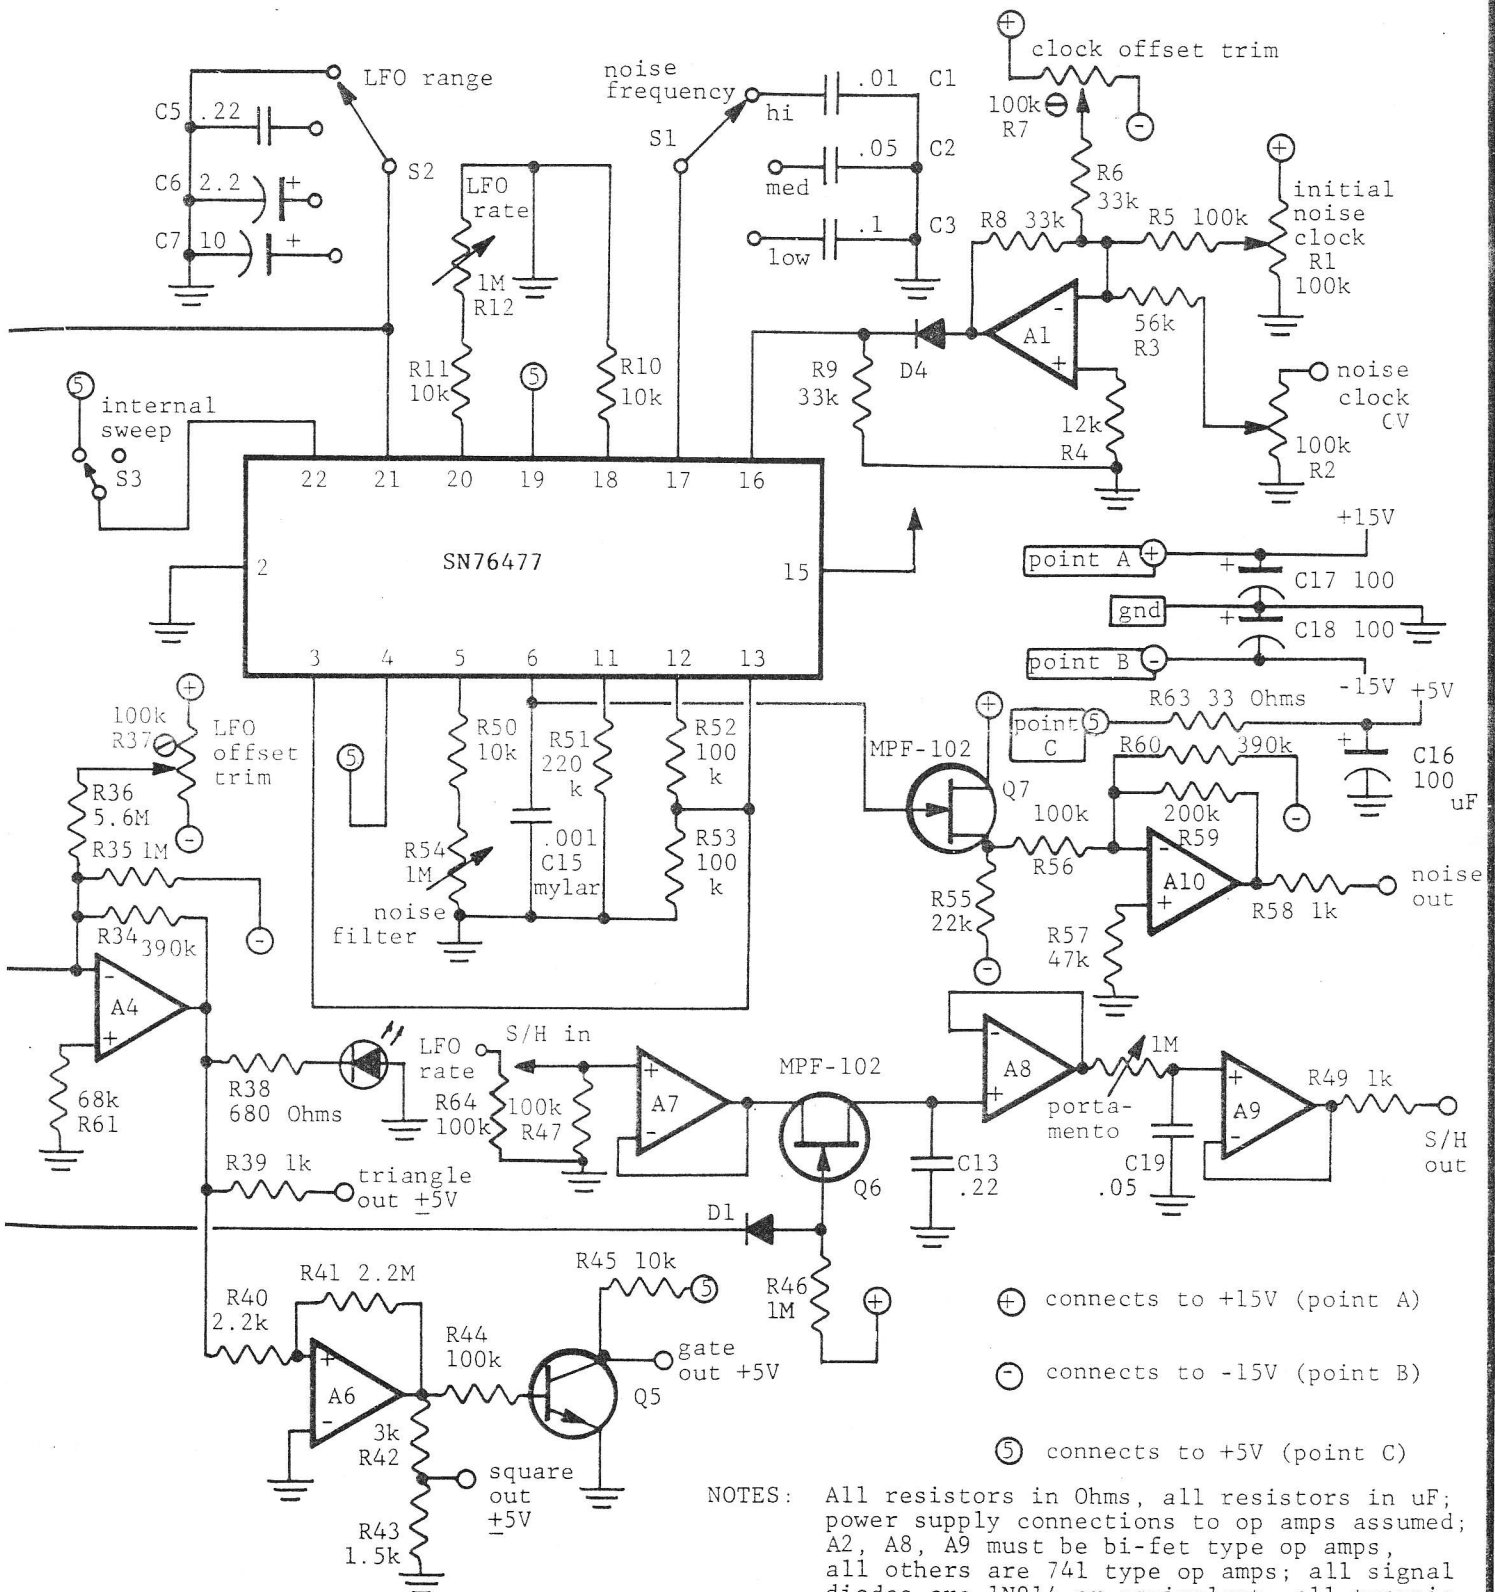 clock offset trim
LFO range
noise
frequency
.01 C1
C5 .22
hi
100k
R7
S1
.05 C2
S2
R6
33k
initial
noise
clock
R1
100k
C6 2.2 +
LFO
rate
med
R8 33k
R5 100k
C7 10 +
.1 C3
low
1M
R12
-
56k
R3
A1
+
R11
10k
5
R10
10k
R9
33k
D4
noise
clock
CV
5
internal
sweep
12k
R4
100k
R2
S3
22 21 20 19 18 17 16
+15V
2
SN76477
15
point A +
+
C17 100
gnd
+
C18 100
point B -
3 4 5 6 11 12 13
-15V
+5V
R63 33 Ohms
point
C
5
+
100k
R37
LFO
offset
trim
R50
10k
R51
220
k
R52
100
k
MPF-102
R60 390k
C16
100
uF
5
Q7
R36
5.6M
100k
200k
R59
R35 1M
R54
1M
.001
C15
mylar
R53
100
k
R56
-
A10
+
noise
out
R55
22k
R58 1k
noise
filter
R34 390k
R57
47k
-
A4
+
S/H in
LFO
rate
MPF-102
-
A8
+
1M
R38
680 Ohms
R64
100k
100k
R47
+
A7
-
+
A9
-
R49 1k
68k
R61
porta-
mento
S/H
out
R39 1k
triangle
out ±5V
Q6
C13
.22
C19
.05
D1
R41 2.2M
R45 10k
5
R46
1M
R40
2.2k
+ connects to +15V (point A)
R44
100k
gate
out +5V
+
A6
-
Q5
- connects to -15V (point B)
3k
R42
5 connects to +5V (point C)
square
out
±5V
R43
1.5k
NOTES: All resistors in Ohms, all resistors in uF;
power supply connections to op amps assumed;
A2, A8, A9 must be bi-fet type op amps,
all others are 741 type op amps; all signal